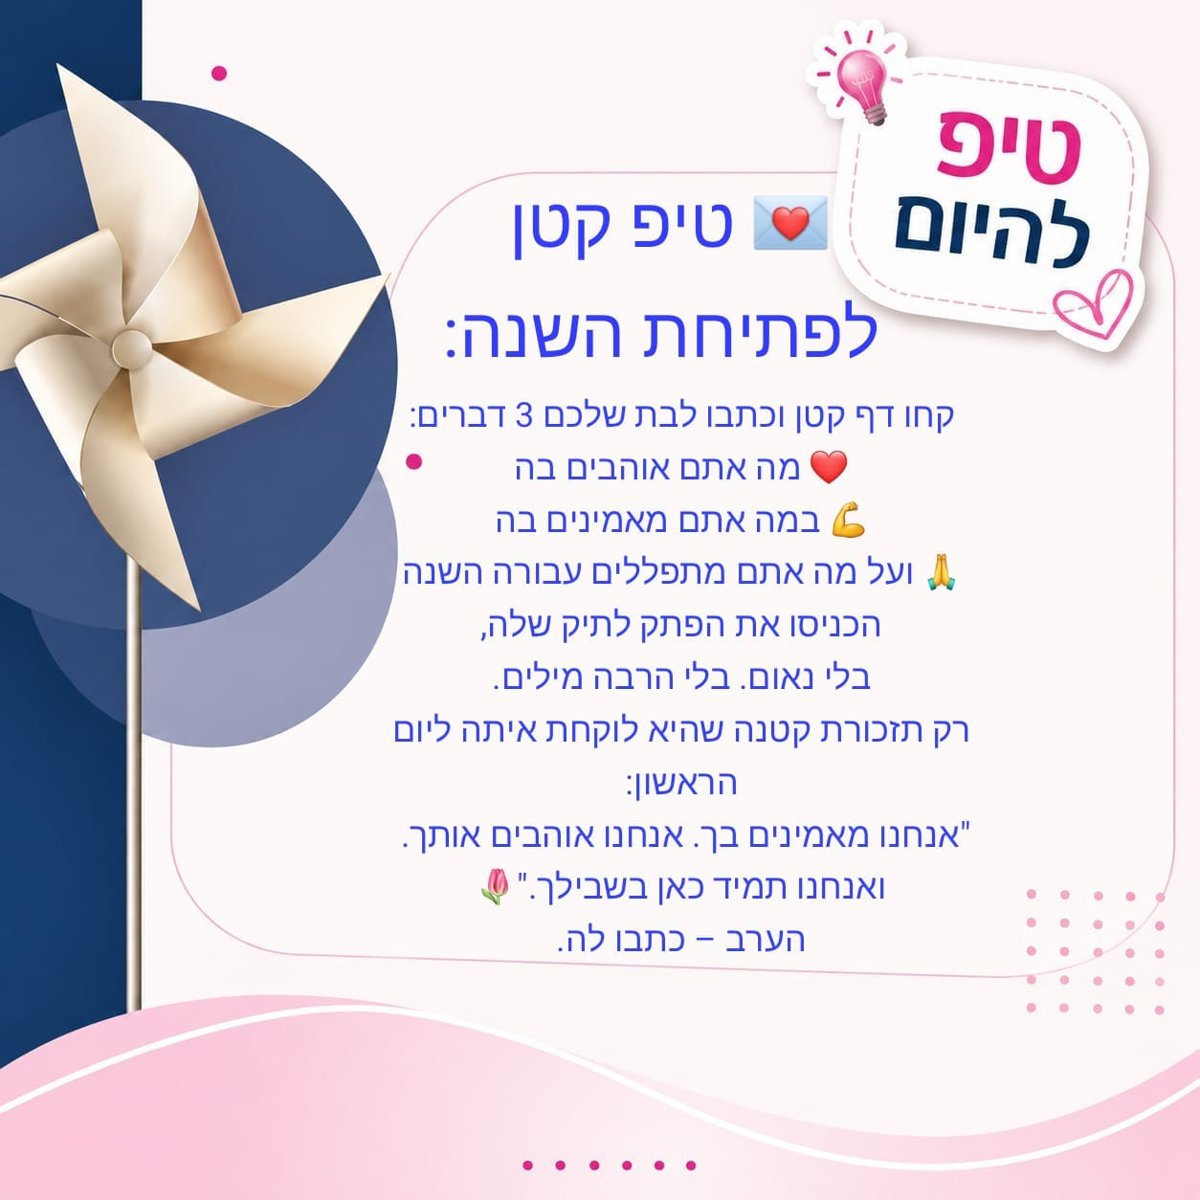 טיפ
להיום
💌 טיפ קטן
לפתיחת השנה:
קחו דף קטן וכתבו לבת שלכם 3 דברים:
❤️ מה אתם אוהבים בה
💪 במה אתם מאמינים בה
🙏 ועל מה אתם מתפללים עבורה השנה
הכניסו את הפתק לתיק שלה,
בלי נאום. בלי הרבה מילים.
רק תזכורת קטנה שהיא לוקחת איתה ליום
הראשון:
"אנחנו מאמינים בך. אנחנו אוהבים אותך.
ואנחנו תמיד כאן בשבילך."🌷
הערב – כתבו לה.